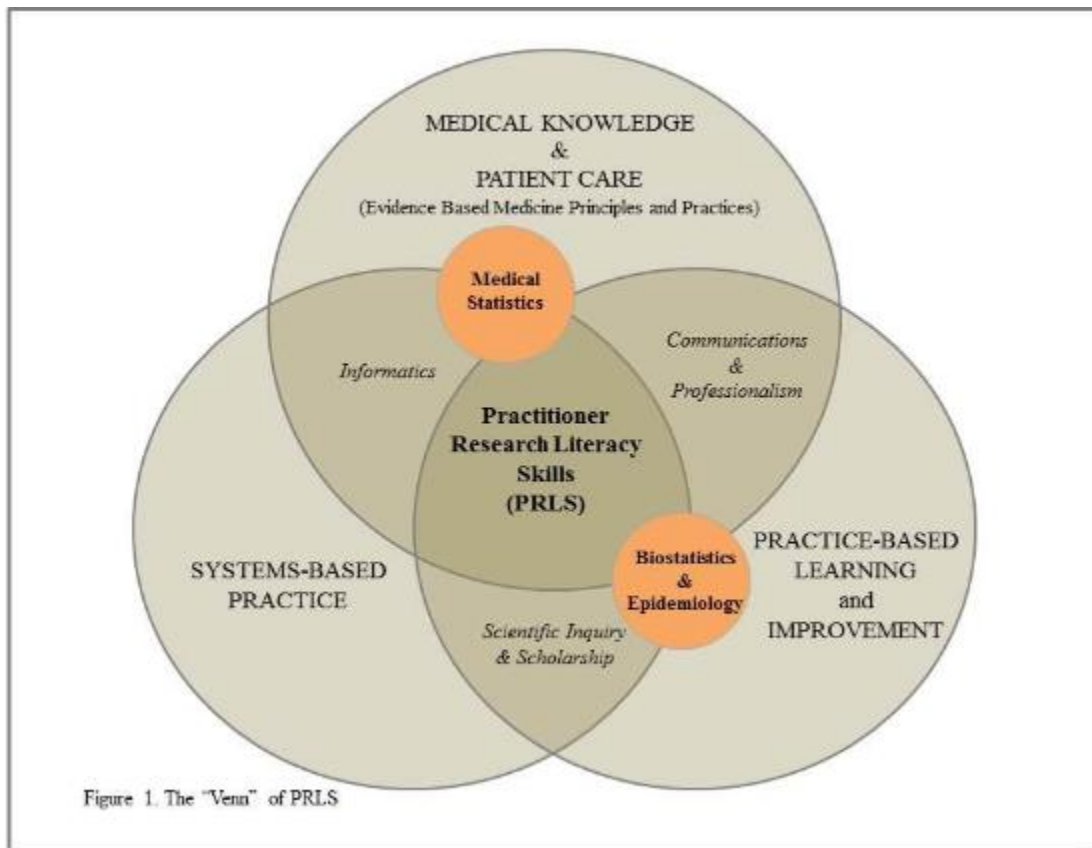 MEDICAL KNOWLEDGE
&
PATIENT CARE
(Evidence Based Medicine Principles and Practices)
Medical
Statistics
Informatics
Communications
&
Professionalism
Practitioner
Research Literacy
Skills
(PRLS)
SYSTEMS-BASED
PRACTICE
Biostatistics
&
Epidemiology
PRACTICE-BASED
LEARNING
and
IMPROVEMENT
Scientific Inquiry
& Scholarship
Figure 1. The "Venn" of PRLS